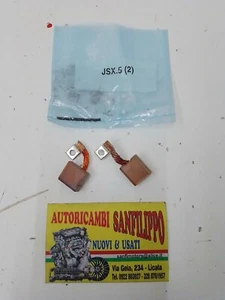 JSX.5 (2)
AUTORICAMBI SANFILIPPO
NUOVI & USATI
Via Gela, 234 - Licata